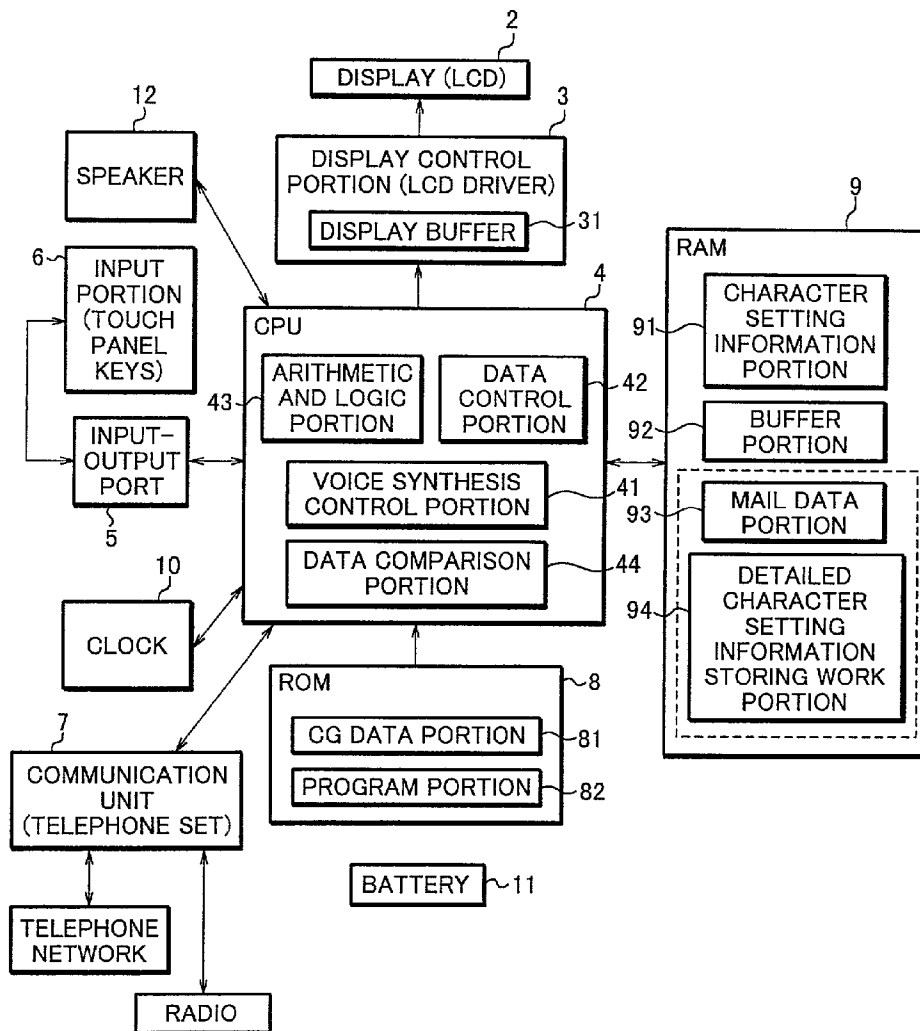 2
DISPLAY (LCD)
12
SPEAKER
3
DISPLAY CONTROL
PORTION (LCD DRIVER)
DISPLAY BUFFER
31
6
INPUT
PORTION
(TOUCH
PANEL
KEYS)
INPUT-
OUTPUT
PORT
5
4
CPU
43
ARITHMETIC
AND LOGIC
PORTION
DATA
CONTROL
PORTION
42
VOICE SYNTHESIS
CONTROL PORTION
41
DATA COMPARISON
PORTION
44
9
RAM
91
CHARACTER
SETTING
INFORMATION
PORTION
92
BUFFER
PORTION
93
MAIL DATA
PORTION
94
DETAILED
CHARACTER
SETTING
INFORMATION
STORING WORK
PORTION
10
CLOCK
ROM
8
CG DATA PORTION
81
PROGRAM PORTION
82
7
COMMUNICATION
UNIT
(TELEPHONE SET)
BATTERY
11
TELEPHONE
NETWORK
RADIO